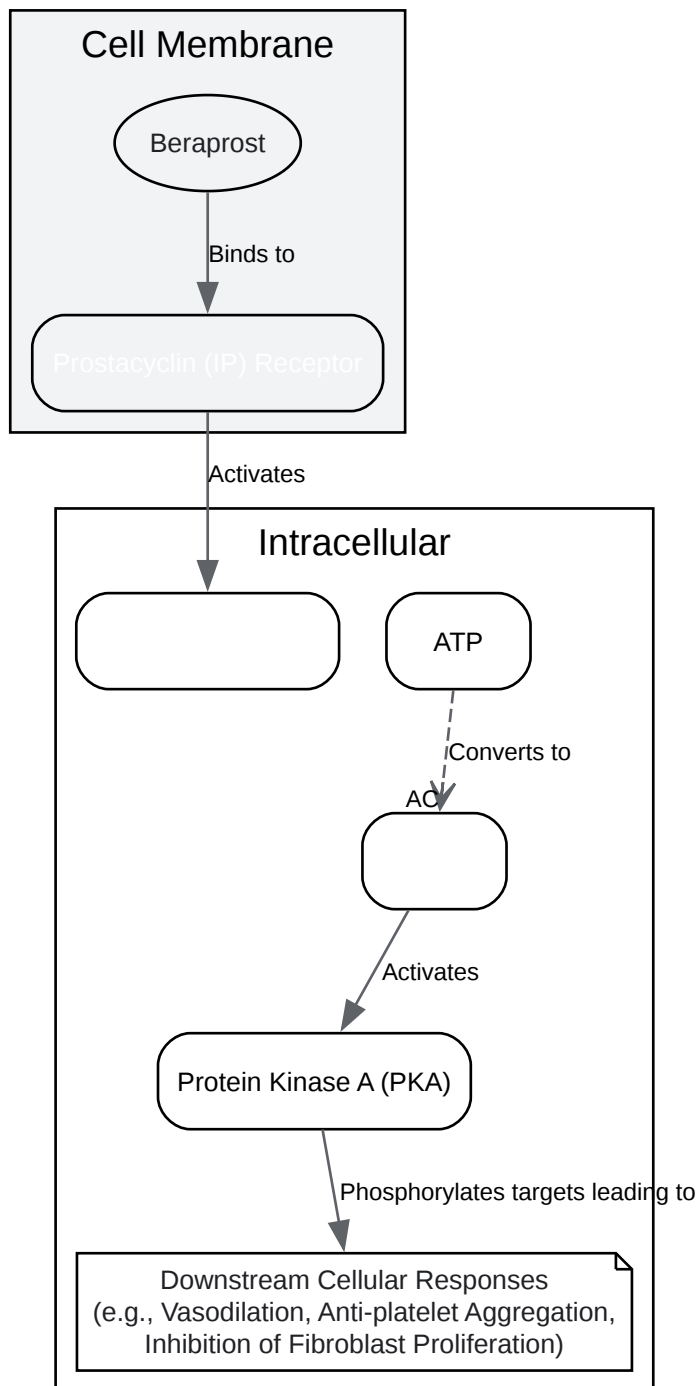 Cell Membrane
Beraprost
Binds to
Prostacyclin (IP) Receptor
Activates
Intracellular
ATP
Converts to
AC
Activates
Protein Kinase A (PKA)
Phosphorylates targets leading to
Downstream Cellular Responses
(e.g., Vasodilation, Anti-platelet Aggregation,
Inhibition of Fibroblast Proliferation)